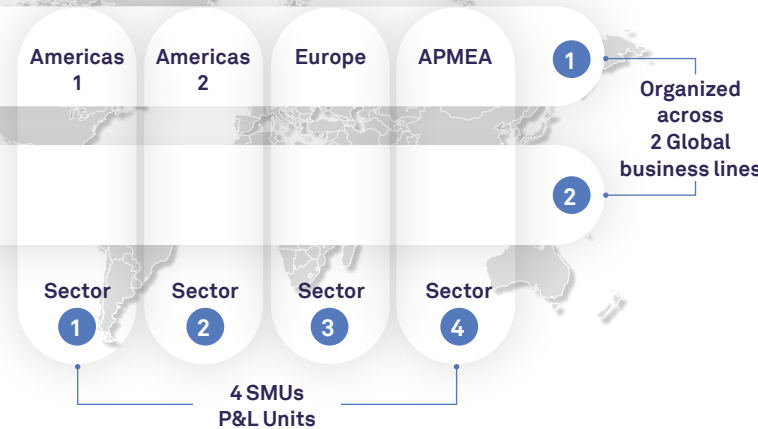 Americas
1
Americas
2
Europe
APMEA
1
Organized
across
2 Global
business lines
2
Sector
1
Sector
2
Sector
3
Sector
4
4 SMUs
P&L Units